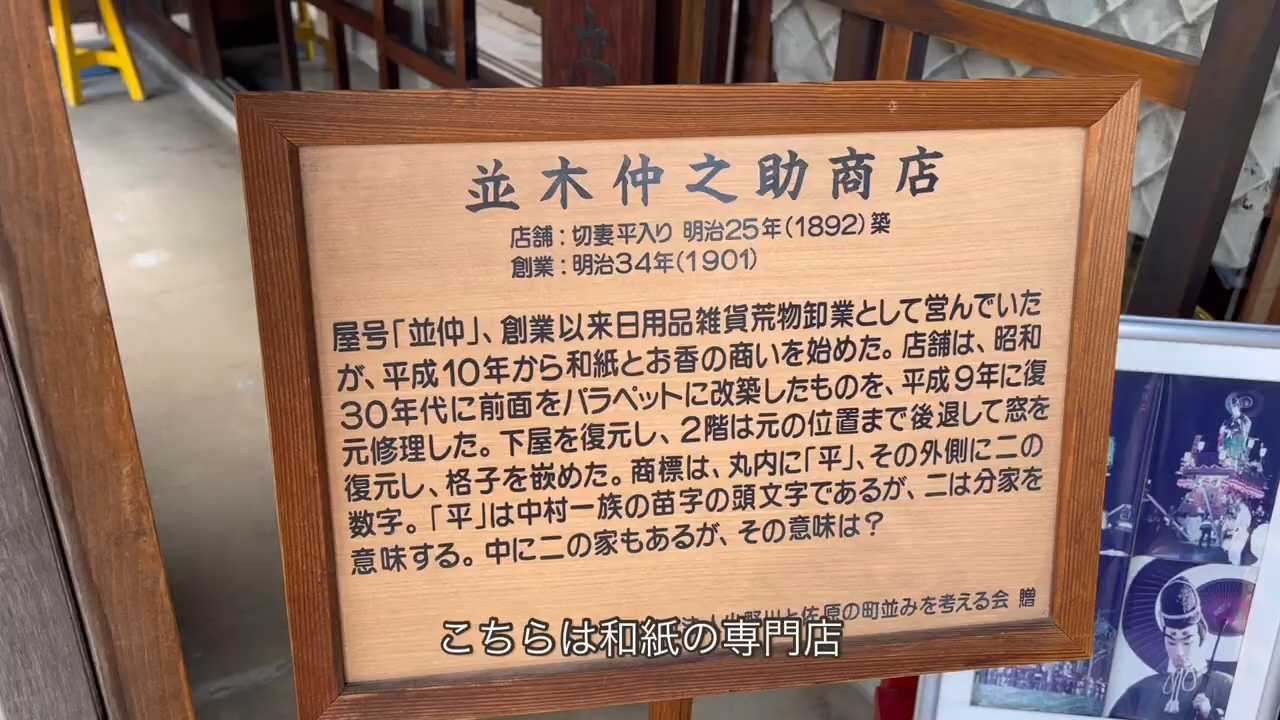 並木仲之助商店
店舗：切妻平入り 明治25年(1892)築
創業：明治34年(1901)
屋号「並仲」、創業以来日用品雑貨荒物卸業として営んでいた
が、平成10年から和紙とお香の商いを始めた。店舗は、昭和
30年代に前面をパラペットに改築したものを、平成9年に復
元修理した。下屋を復元し、2階は元の位置まで後退して窓を
復元し、格子を嵌めた。商標は、丸内に「平」、その外側に二の
数字。「平」は中村一族の苗字の頭文字であるが、二は分家を
意味する。中に二の家もあるが、その意味は？
小野川と佐原の町並みを考える会 贈
こちらは和紙の専門店